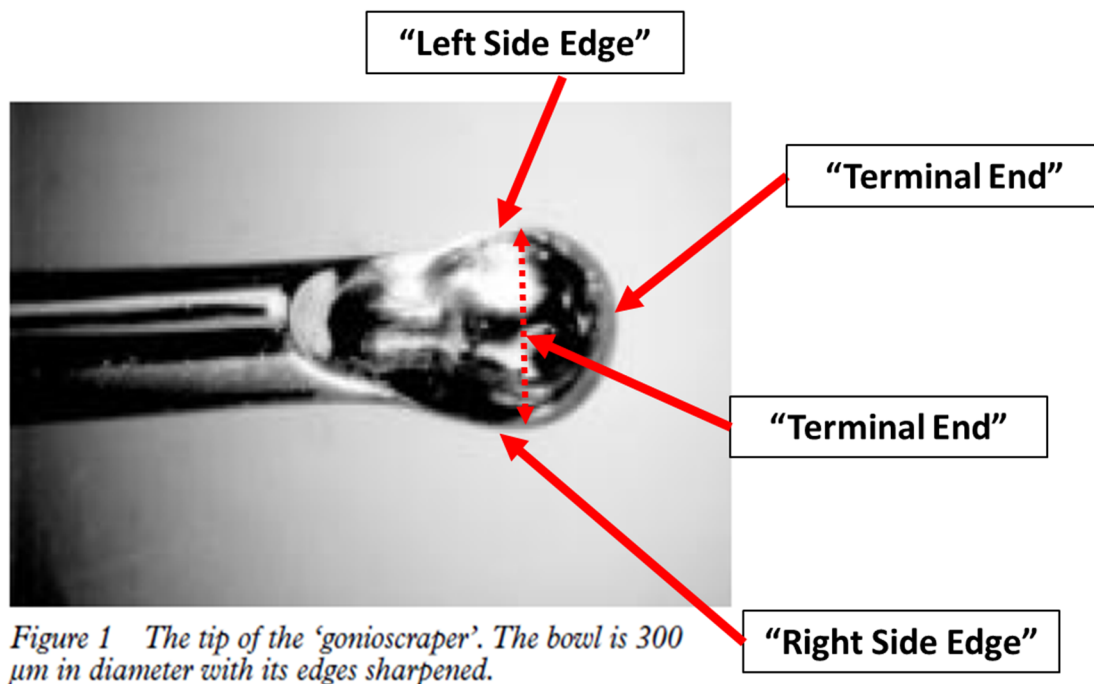 “Left Side Edge”
“Terminal End”
“Terminal End”
“Right Side Edge”
Figure 1 The tip of the ‘gonioscraper’. The bowl is 300
µm in diameter with its edges sharpened.